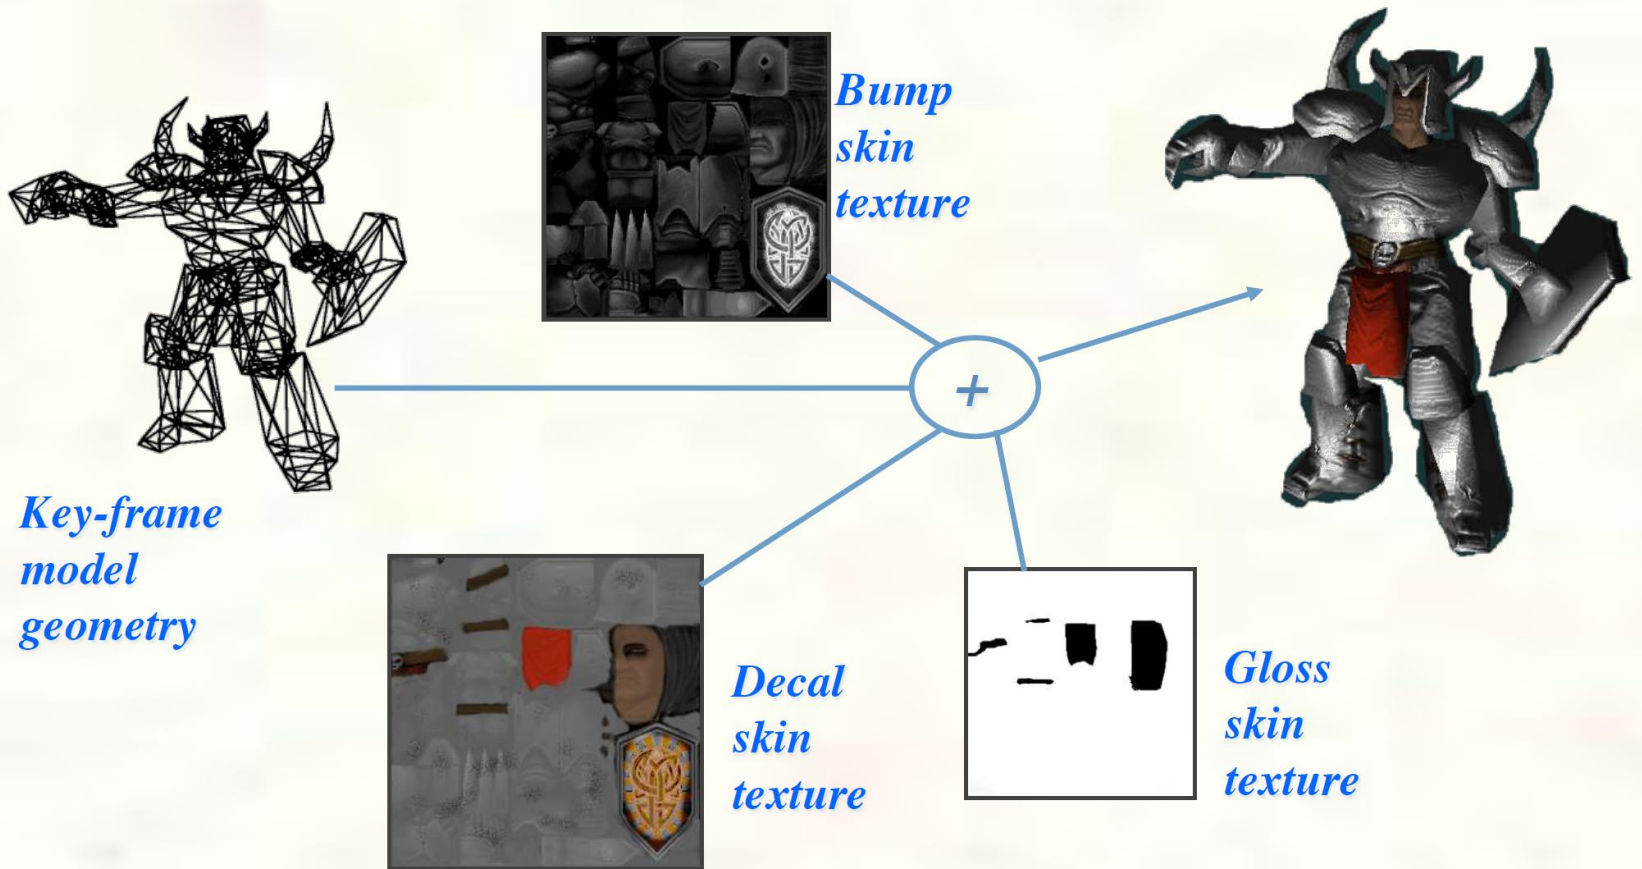 Bump
skin
texture
+
Key-frame
model
geometry
Decal
skin
texture
Gloss
skin
texture